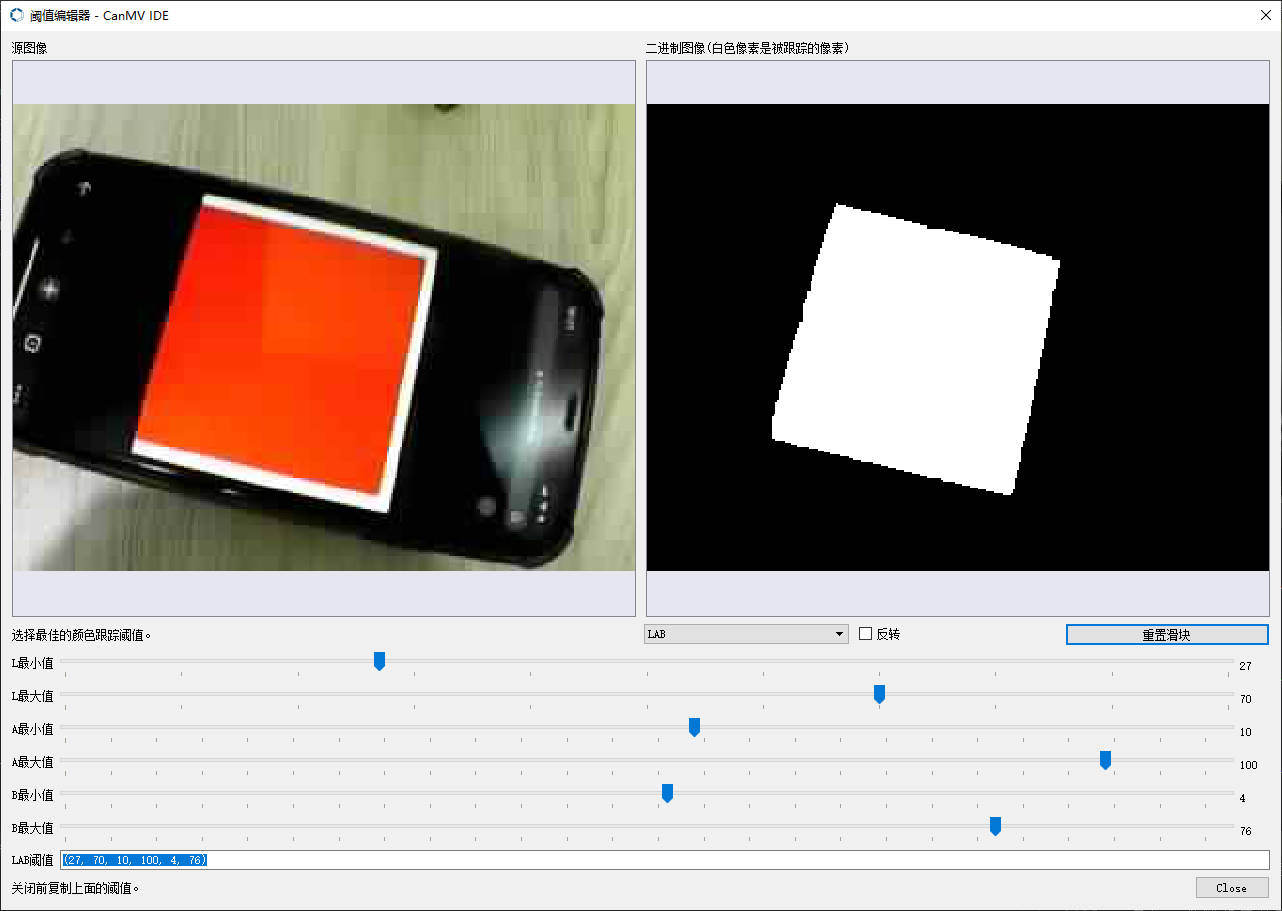 阈值编辑器 - CanMV IDE
源图像
二进制图像(白色像素是被跟踪的像素)
选择最佳的颜色跟踪阈值。
LAB
反转
重置滑块
L最小值 27
L最大值 70
A最小值 10
A最大值 100
B最小值 4
B最大值 76
LAB阈值 (27, 70, 10, 100, 4, 76)
关闭前复制上面的阈值。
Close